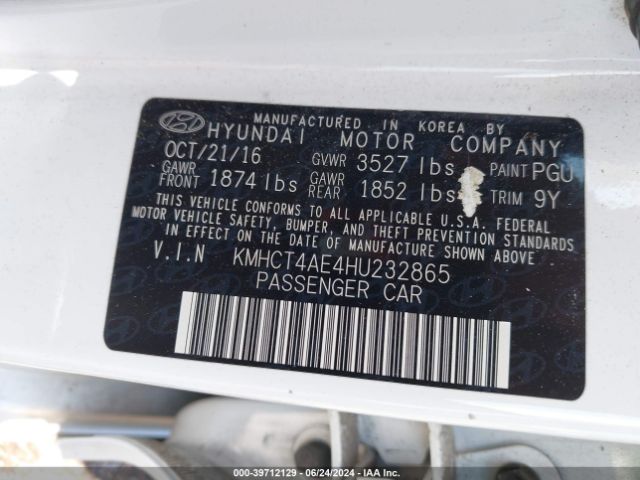 MANUFACTURED IN KOREA BY
HYUNDAI MOTOR COMPANY
OCT/21/16 GVWR 3527 lbs PAINT PGU
GAWR FRONT 1874 lbs GAWR REAR 1852 lbs TRIM 9Y
THIS VEHICLE CONFORMS TO ALL APPLICABLE U.S.A. FEDERAL
MOTOR VEHICLE SAFETY, BUMPER, AND THEFT PREVENTION STANDARDS
IN EFFECT ON THE DATE OF MANUFACTURE SHOWN ABOVE
V.I.N KMHCT4AE4HU232865
PASSENGER CAR
000-39712129 - 06/24/2024 - IAA Inc.